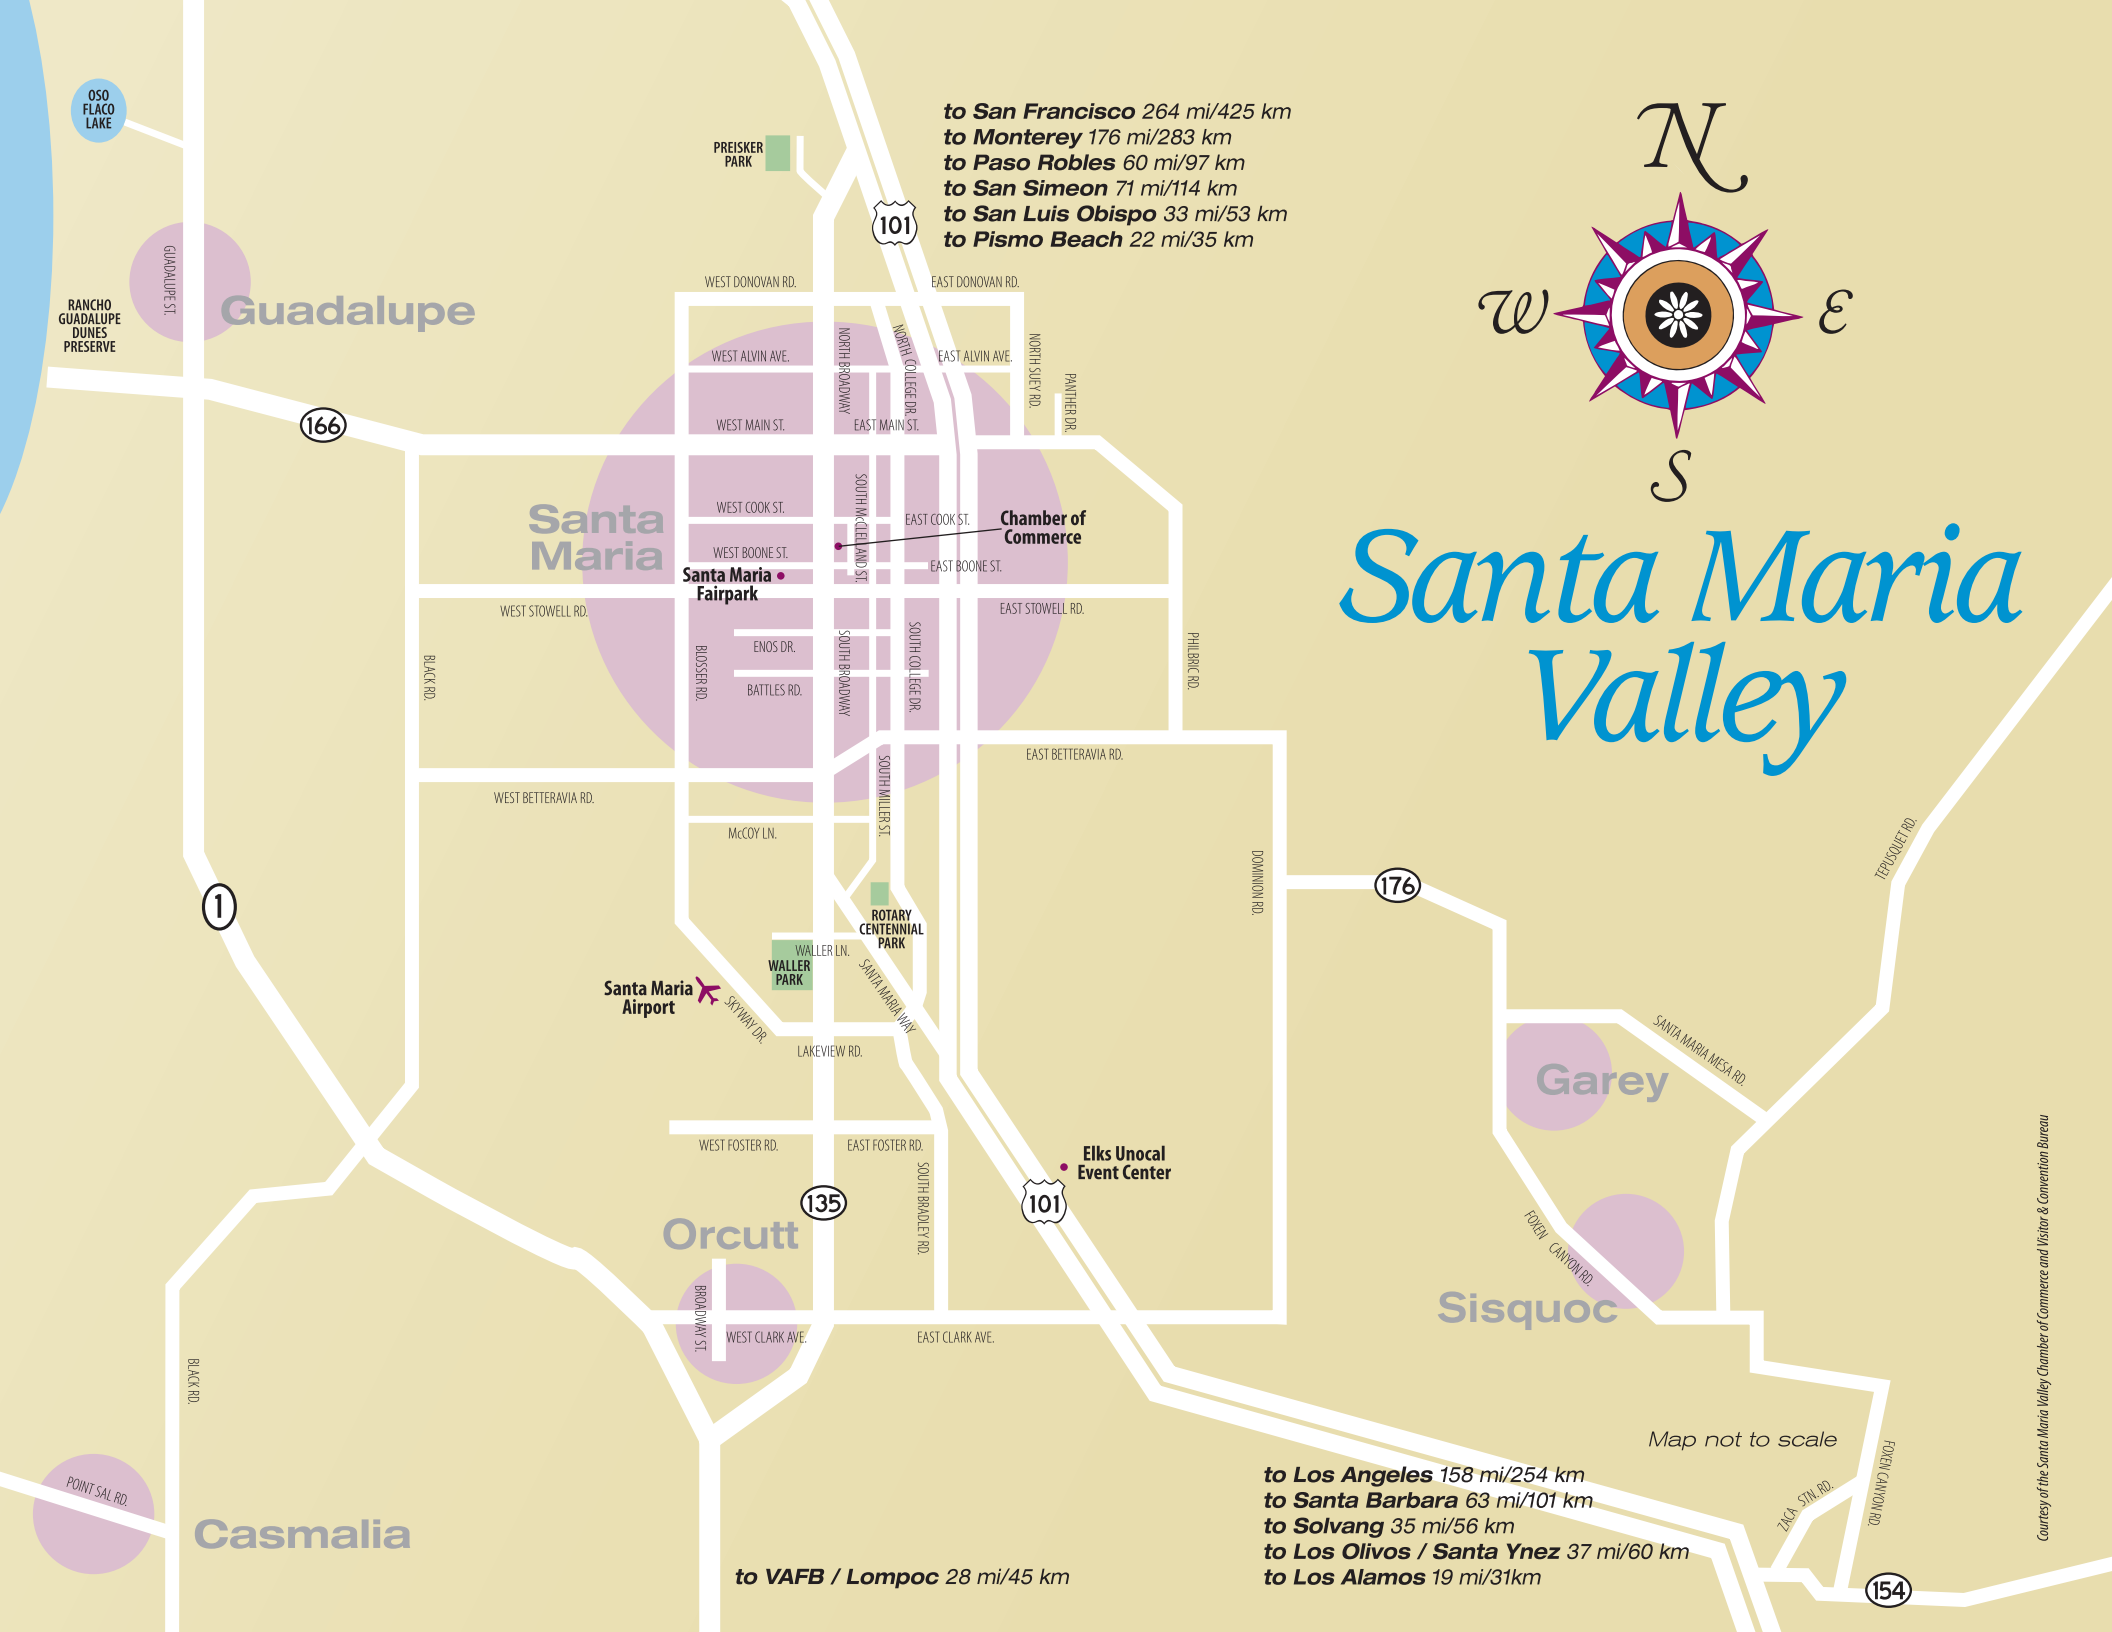 OSO
FLACO
LAKE
PREISKER
PARK
101
to San Francisco 264 mi/425 km
to Monterey 176 mi/283 km
to Paso Robles 60 mi/97 km
to San Simeon 71 mi/114 km
to San Luis Obispo 33 mi/53 km
to Pismo Beach 22 mi/35 km
N
W
E
S
Santa Maria
Valley
GUADALUPE ST.
Guadalupe
RANCHO
GUADALUPE
DUNES
PRESERVE
166
WEST DONOVAN RD.
EAST DONOVAN RD.
NORTH BROADWAY
NORTH COLLEGE DR.
NORTH SUEY RD.
PANTHER DR.
WEST ALVIN AVE.
EAST ALVIN AVE.
WEST MAIN ST.
EAST MAIN ST.
Santa
Maria
WEST COOK ST.
SOUTH McCLELLAND ST.
EAST COOK ST.
Chamber of
Commerce
WEST BOONE ST.
EAST BOONE ST.
Santa Maria
Fairpark
WEST STOWELL RD.
EAST STOWELL RD.
BLACK RD.
BLOSSER RD.
ENOS DR.
BATTLES RD.
SOUTH BROADWAY
SOUTH COLLEGE DR.
PHILBRIC RD.
EAST BETTERAVIA RD.
WEST BETTERAVIA RD.
SOUTH MILLER ST.
McCOY LN.
DOMINION RD.
176
TEPUSQUET RD.
1
ROTARY
CENTENNIAL
PARK
WALLER LN.
WALLER
PARK
SANTA MARIA WAY
Santa Maria
Airport
SKYWAY DR.
LAKEVIEW RD.
SANTA MARIA MESA RD.
Garey
WEST FOSTER RD.
EAST FOSTER RD.
Elks Unocal
Event Center
135
SOUTH BRADLEY RD.
101
Orcutt
BROADWAY ST.
WEST CLARK AVE.
EAST CLARK AVE.
FOXEN CANYON RD.
Sisquoc
BLACK RD.
POINT SAL RD.
Casmalia
to VAFB / Lompoc 28 mi/45 km
Map not to scale
to Los Angeles 158 mi/254 km
to Santa Barbara 63 mi/101 km
to Solvang 35 mi/56 km
to Los Olivos / Santa Ynez 37 mi/60 km
to Los Alamos 19 mi/31km
ZACA STN. RD.
FOXEN CANYON RD.
154
Courtesy of the Santa Maria Valley Chamber of Commerce and Visitor & Convention Bureau